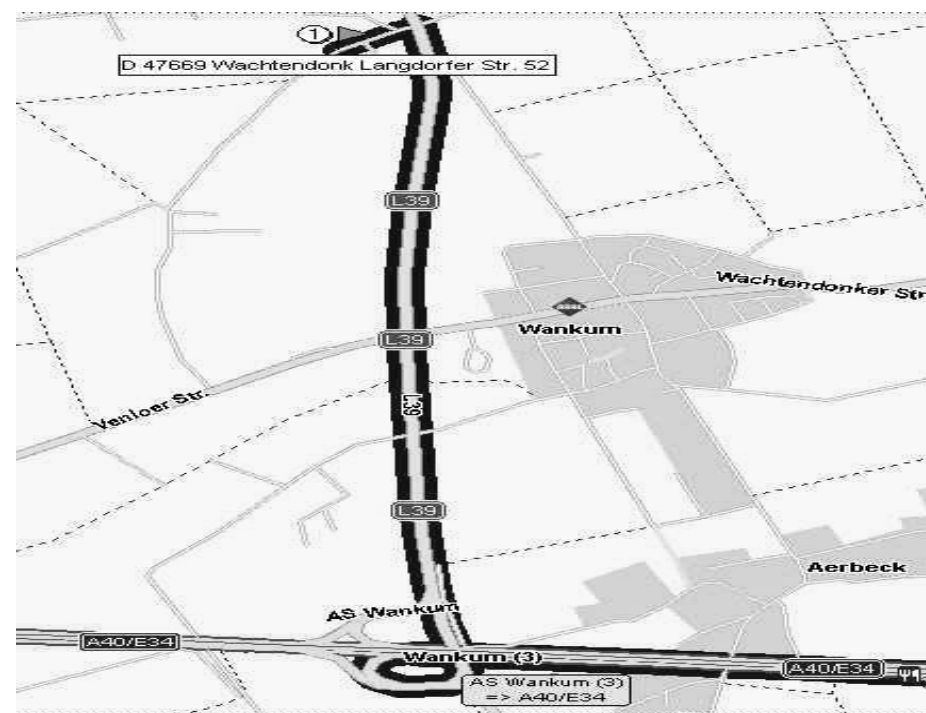 1
D 47669 Wachtendonk Langdorfer Str. 52
L39
Wachtendonker Str
Wankum
L39
Venloer Str.
L39
L39
Aerbeck
AS Wankum
A40/E34
Wankum (3)
A40/E34
AS Wankum (3)
=> A40/E34